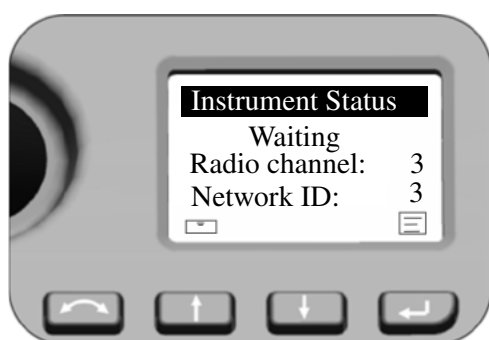 Instrument Status
Waiting
Radio channel: 3
Network ID: 3